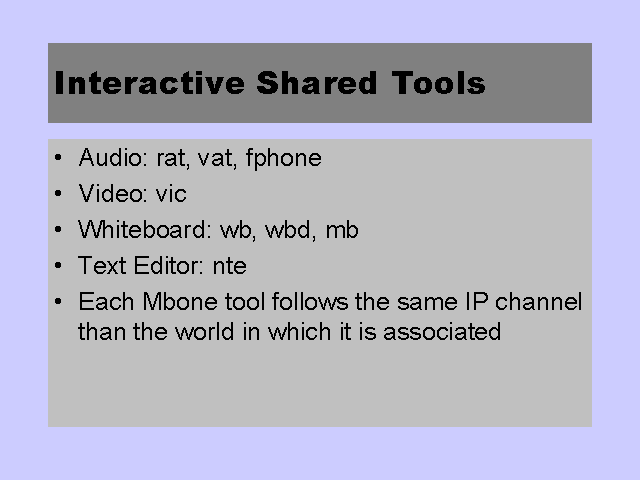 Interactive Shared Tools
• Audio: rat, vat, fphone
• Video: vic
• Whiteboard: wb, wbd, mb
• Text Editor: nte
• Each Mbone tool follows the same IP channel
than the world in which it is associated